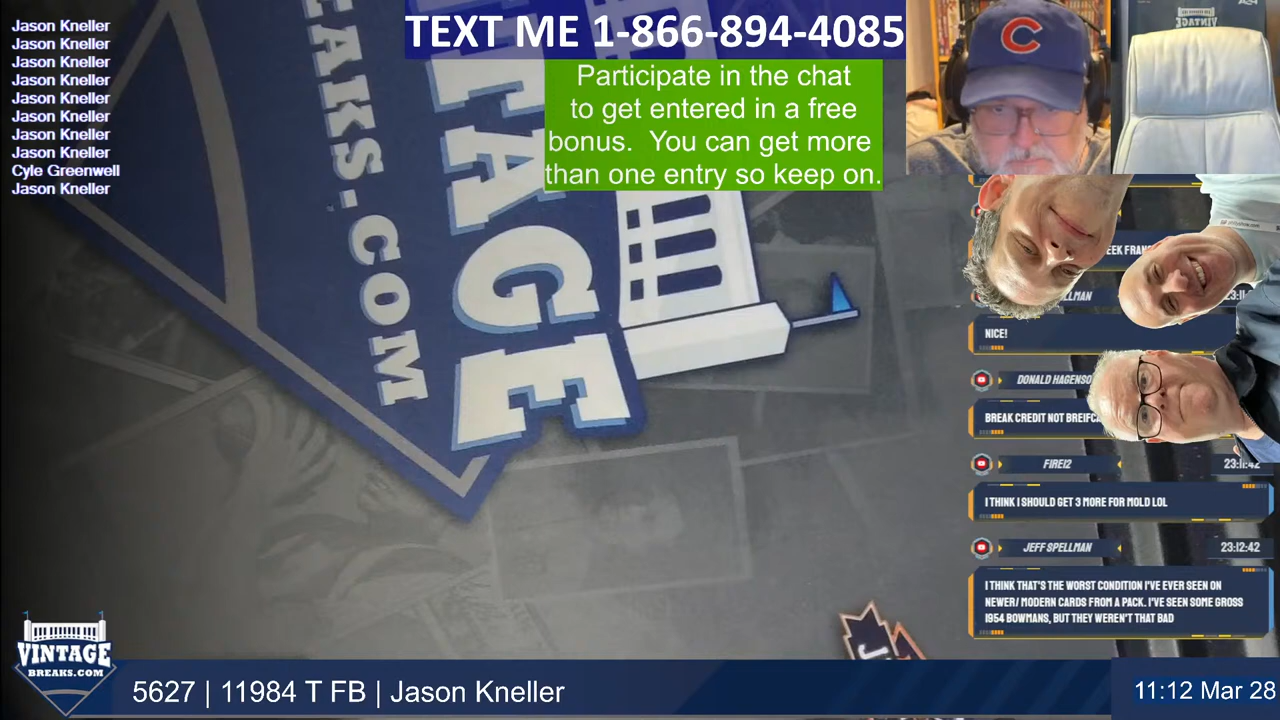 Jason Kneller
Jason Kneller
Jason Kneller
Jason Kneller
Jason Kneller
Jason Kneller
Jason Kneller
Jason Kneller
Cyle Greenwell
Jason Kneller
TEXT ME 1-866-894-4085
Participate in the chat
to get entered in a free
bonus. You can get more
than one entry so keep on.
C
VINTAGE
AKS.COM
TAGE
NICE!
23:11:42
BREAK CREDIT NOT
FIRE12
I THINK I SHOULD GET 3 MORE FOR MOLD LOL
JEFF SPELLMAN
23:12:42
I THINK THAT'S THE WORST CONDITION I'VE EVER SEEN ON
NEWER/ MODERN CARDS FROM A PACK. I'VE SEEN SOME GROSS
1954 BOWMANS, BUT THEY WEREN'T THAT BAD
VINTAGE
BREAKS.COM
5627 | 11984 T FB | Jason Kneller
11:12 Mar 28